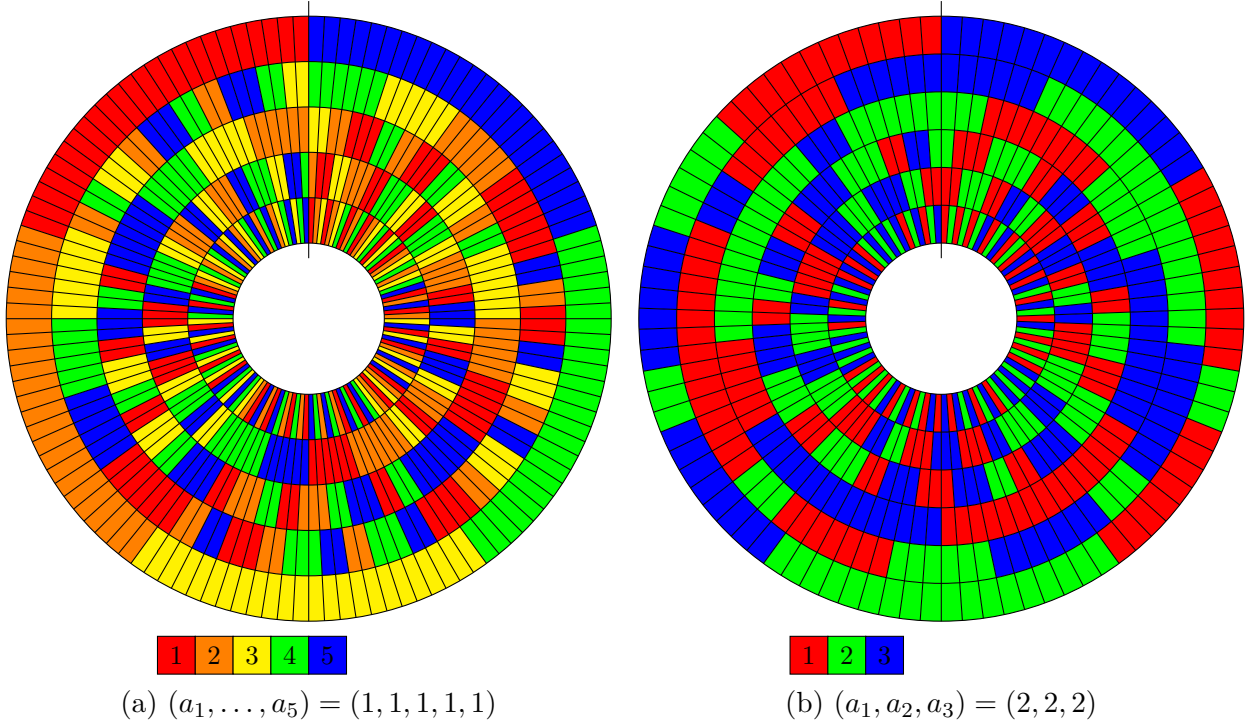 1 2 3 4 5
1 2 3
(a) (a₁, . . . , a₅) = (1, 1, 1, 1, 1)
(b) (a₁, a₂, a₃) = (2, 2, 2)